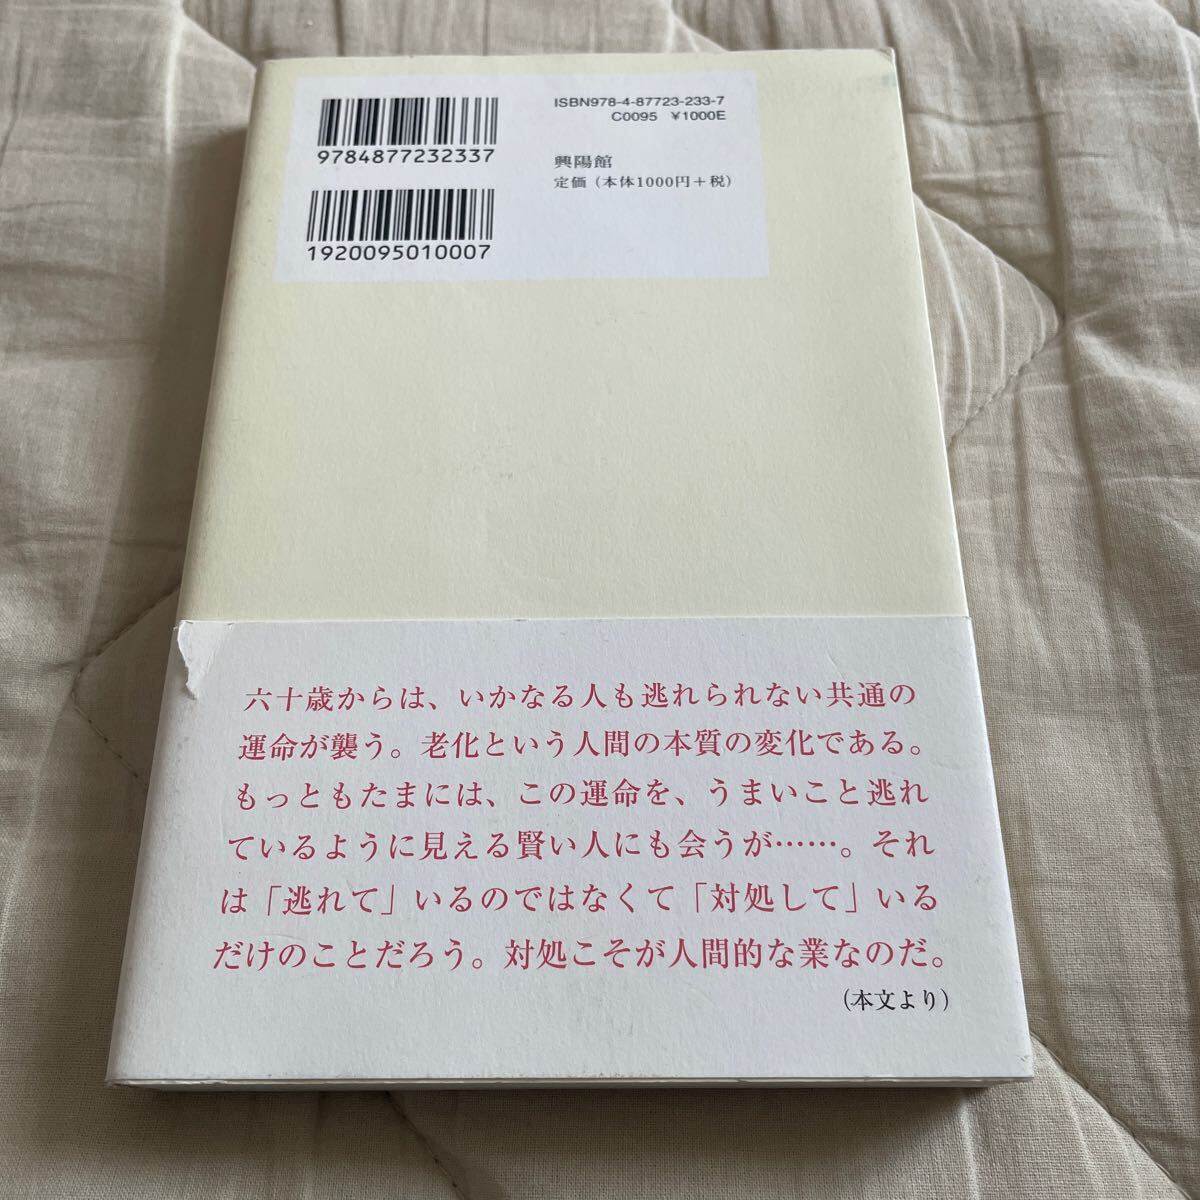 9784877232337
1920095010007
ISBN978-4-87723-233-7
C0095 ¥1000E
興陽館
定価(本体1000円+税)
六十歳からは、いかなる人も逃れられない共通の
運命が襲う。老化という人間の本質の変化である。
もっともたまには、この運命を、うまいこと逃れ
ているように見える賢い人にも会うが……。それ
は「逃れて」いるのではなくて「対処して」いる
だけのことだろう。対処こそが人間的な業なのだ。
(本文より)